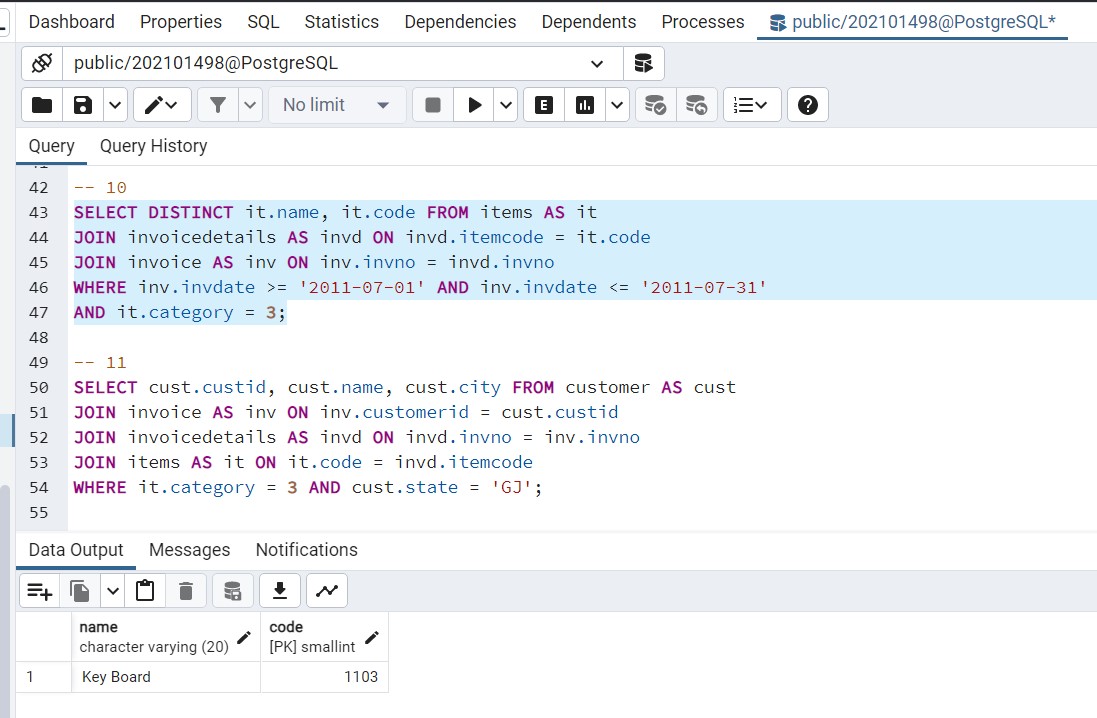 Dashboard Properties SQL Statistics Dependencies Dependents Processes public/202101498@PostgreSQL*
public/202101498@PostgreSQL
No limit
E
Query Query History
42 -- 10
43 SELECT DISTINCT it.name, it.code FROM items AS it
44 JOIN invoicedetails AS invd ON invd.itemcode = it.code
45 JOIN invoice AS inv ON inv.invno = invd.invno
46 WHERE inv.invdate >= '2011-07-01' AND inv.invdate <= '2011-07-31'
47 AND it.category = 3;
48
49 -- 11
50 SELECT cust.custid, cust.name, cust.city FROM customer AS cust
51 JOIN invoice AS inv ON inv.customerid = cust.custid
52 JOIN invoicedetails AS invd ON invd.invno = inv.invno
53 JOIN items AS it ON it.code = invd.itemcode
54 WHERE it.category = 3 AND cust.state = 'GJ';
55
Data Output Messages Notifications
name code
character varying (20) [PK] smallint
1 Key Board 1103